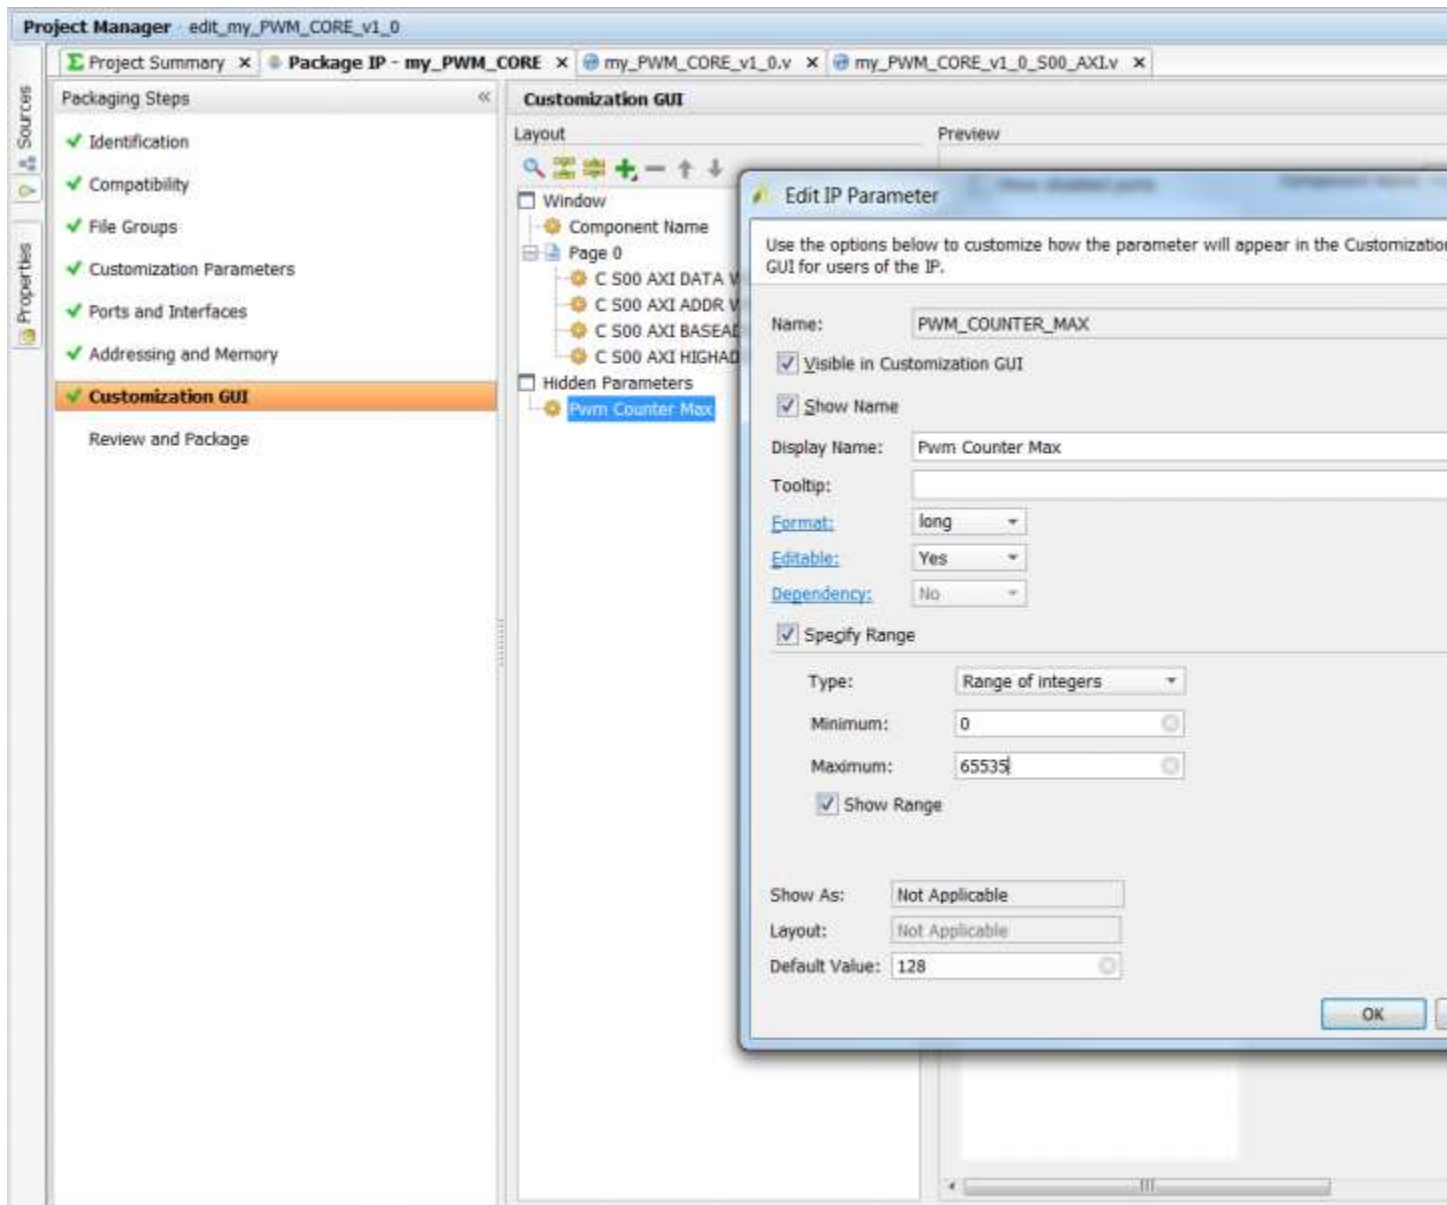 Project Manager edit_my_PWM_CORE_v1_0
Project Summary
Package IP - my_PWM_CORE
my_PWM_CORE_v1_0.v
my_PWM_CORE_v1_0_S00_AXI.v
Sources
Properties
Packaging Steps
Identification
Compatibility
File Groups
Customization Parameters
Ports and Interfaces
Addressing and Memory
Customization GUI
Review and Package
Customization GUI
Layout
Window
Component Name
Page 0
C S00 AXI DATA W
C S00 AXI ADDR W
C S00 AXI BASEAD
C S00 AXI HIGHAD
Hidden Parameters
Pwm Counter Max
Preview
Edit IP Parameter
Use the options below to customize how the parameter will appear in the Customization
GUI for users of the IP.
Name: PWM_COUNTER_MAX
Visible in Customization GUI
Show Name
Display Name: Pwm Counter Max
Tooltip:
Format: long
Editable: Yes
Dependency: No
Specify Range
Type: Range of integers
Minimum: 0
Maximum: 65535
Show Range
Show As: Not Applicable
Layout: Not Applicable
Default Value: 128
OK